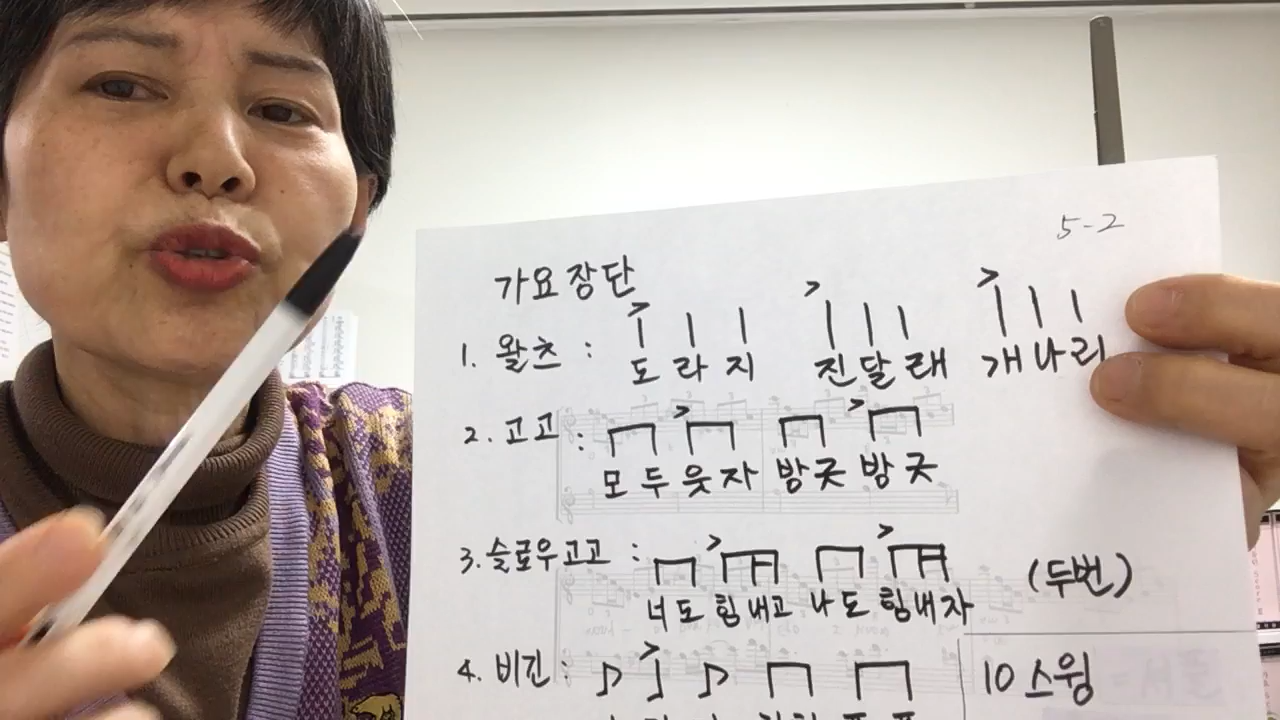 5-2
가요장단
1. 왈츠 : 도라지 진달래 개나리
2. 고고 : 모두웃자 방긋방긋
3. 슬로우고고 : 너도힘내고 나도힘내자 (두번)
4. 비긴 :
10 스윙